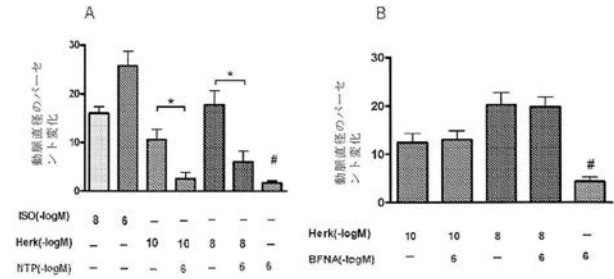 A
動脈直径のパーセ
ント変化
30
20
10
0
*
*
#
ISO(-logM) 8 6 — — — — —
Herk(-logM) — — 10 10 8 8 —
NTP(-logM) — — — 6 — 6 6
B
動脈直径のパーセ
ント変化
30
20
10
0
#
Herk(-logM) 10 10 8 8 —
BFNA(-logM) — 6 — 6 6